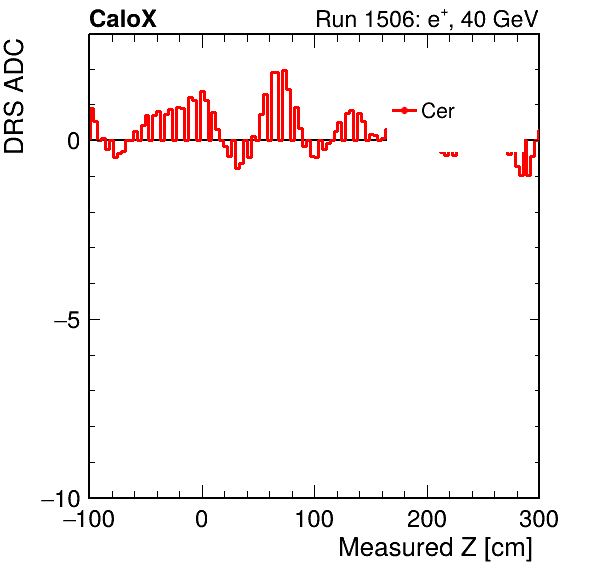 CaloX Run 1506: e⁺, 40 GeV
DRS ADC
Cer
0
−5
−10
−100 0 100 200 300
Measured Z [cm]